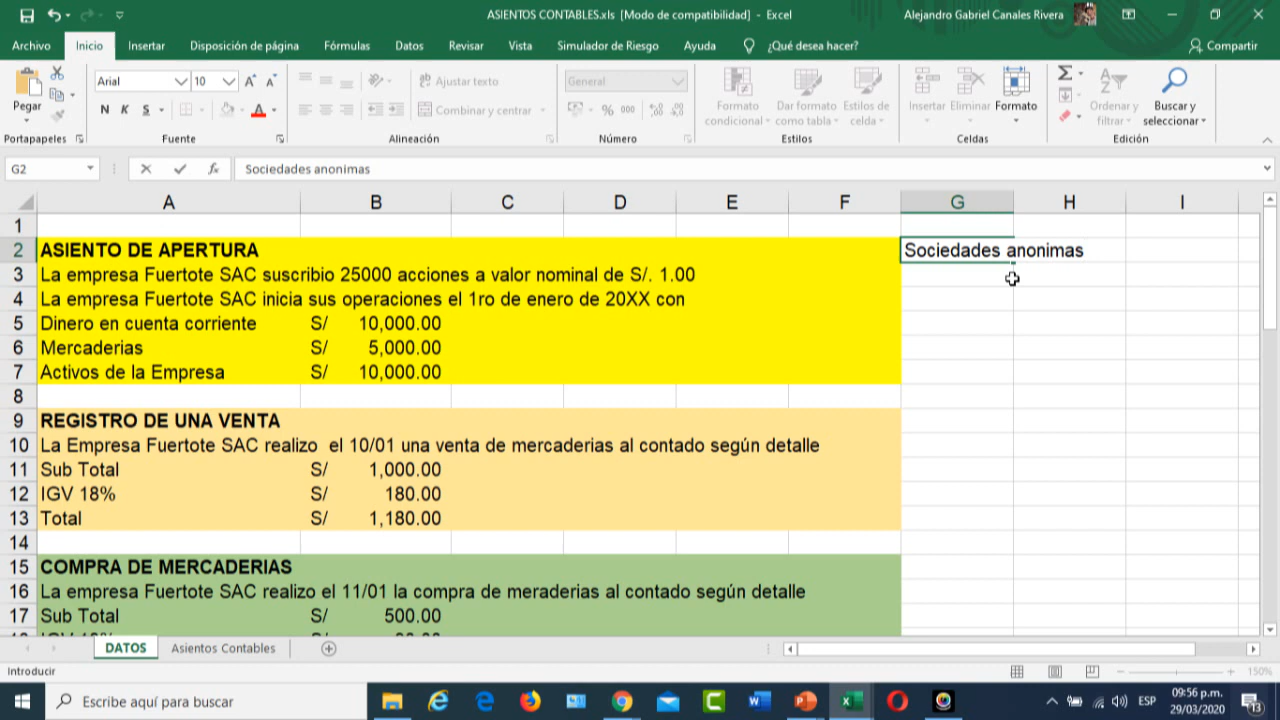 ASIENTOS CONTABLES.xls [Modo de compatibilidad] - Excel
Alejandro Gabriel Canales Rivera
Archivo Inicio Insertar Disposición de página Fórmulas Datos Revisar Vista Simulador de Riesgo Ayuda ¿Qué desea hacer? Compartir
Arial 10 Ajustar texto General
Pegar N K S A Combinar y centrar % 000
Formato condicional Dar formato como tabla Estilos de celda Insertar Eliminar Formato Ordenar y filtrar Buscar y seleccionar
Portapapeles Fuente Alineación Número Estilos Celdas Edición
G2 fx Sociedades anonimas
A B C D E F G H I
1
2 ASIENTO DE APERTURA Sociedades anonimas
3 La empresa Fuertote SAC suscribio 25000 acciones a valor nominal de S/. 1.00
4 La empresa Fuertote SAC inicia sus operaciones el 1ro de enero de 20XX con
5 Dinero en cuenta corriente S/ 10,000.00
6 Mercaderias S/ 5,000.00
7 Activos de la Empresa S/ 10,000.00
8
9 REGISTRO DE UNA VENTA
10 La Empresa Fuertote SAC realizo el 10/01 una venta de mercaderias al contado según detalle
11 Sub Total S/ 1,000.00
12 IGV 18% S/ 180.00
13 Total S/ 1,180.00
14
15 COMPRA DE MERCADERIAS
16 La empresa Fuertote SAC realizo el 11/01 la compra de meraderias al contado según detalle
17 Sub Total S/ 500.00
DATOS Asientos Contables
Introducir 150%
Escribe aquí para buscar
ESP
09:56 p.m.
29/03/2020
13